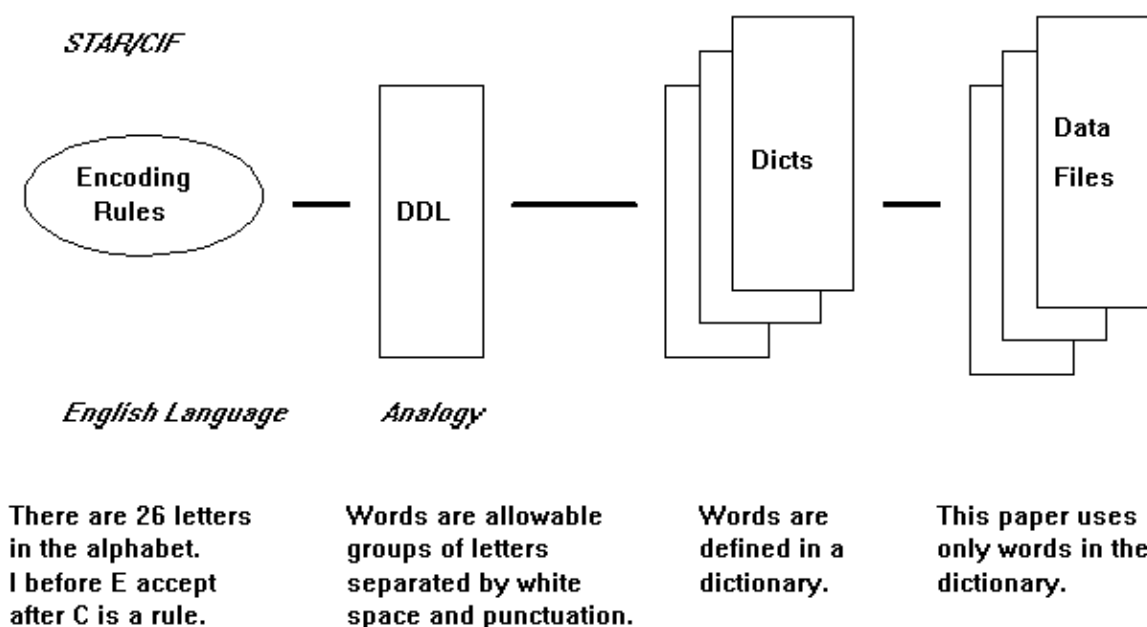 STAR/CIF
Encoding
Rules
DDL
Dicts
Data
Files
English Language Analogy
There are 26 letters
in the alphabet.
I before E accept
after C is a rule.
Words are allowable
groups of letters
separated by white
space and punctuation.
Words are
defined in a
dictionary.
This paper uses
only words in the
dictionary.